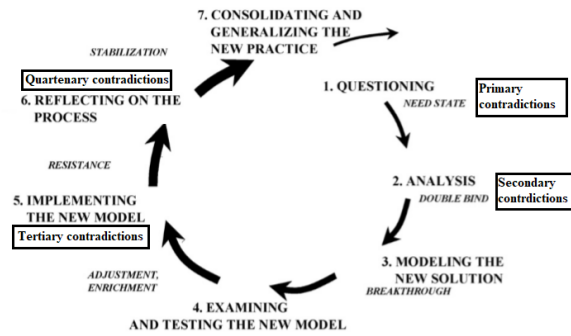 7. CONSOLIDATING AND
GENERALIZING THE
NEW PRACTICE
STABILIZATION
Quartenary contradictions
6. REFLECTING ON THE
PROCESS
1. QUESTIONING
NEED STATE
Primary
contradictions
RESISTANCE
2. ANALYSIS
DOUBLE BIND
Secondary
contrdictions
5. IMPLEMENTING
THE NEW MODEL
Tertiary contradictions
3. MODELING THE
NEW SOLUTION
BREAKTHROUGH
ADJUSTMENT,
ENRICHMENT
4. EXAMINING
AND TESTING THE NEW MODEL